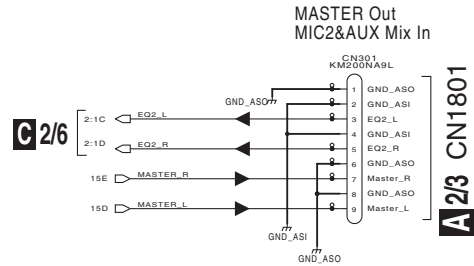 MASTER Out
MIC2&AUX Mix In
CN301
KM200NA9L
1 GND_ASO
GND_ASO
2 GND_ASI
2:1C EQ2_L 3 EQ2_L
C 2/6
4 GND_ASI
2:1D EQ2_R 5 EQ2_R
6 GND_ASO
15E MASTER_R 7 Master_R
8 GND_ASO
15D MASTER_L 9 Master_L
GND_ASI
GND_ASO
A 2/3 CN1801